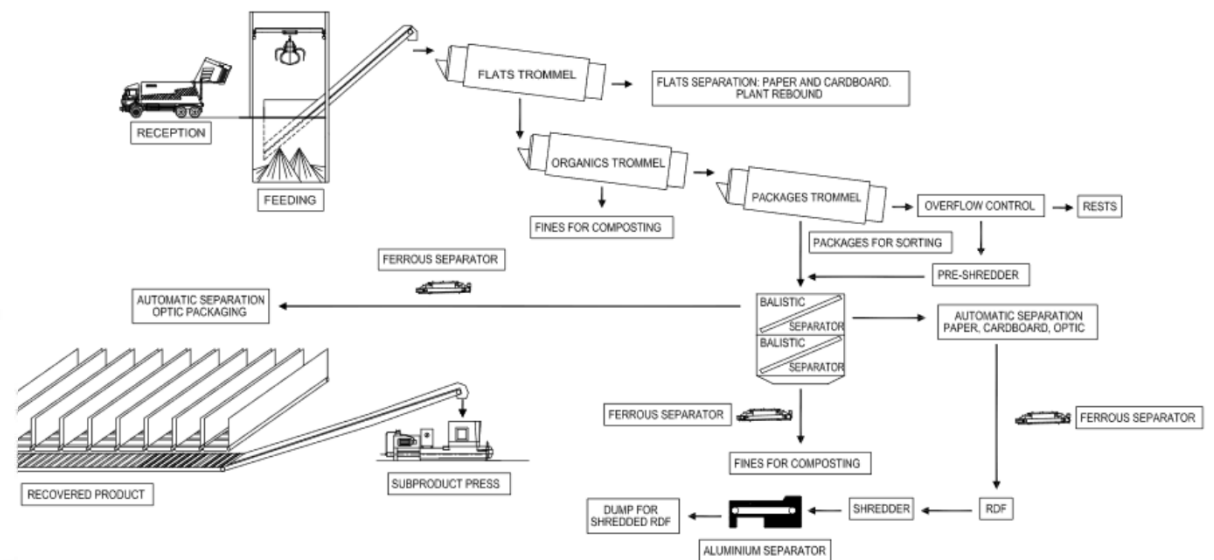 FLATS TROMMEL
FLATS SEPARATION: PAPER AND CARDBOARD.
PLANT REBOUND
RECEPTION
ORGANICS TROMMEL
FEEDING
PACKAGES TROMMEL
OVERFLOW CONTROL
RESTS
FINES FOR COMPOSTING
PACKAGES FOR SORTING
FERROUS SEPARATOR
PRE-SHREDDER
AUTOMATIC SEPARATION
OPTIC PACKAGING
BALISTIC
SEPARATOR
BALISTIC
SEPARATOR
AUTOMATIC SEPARATION
PAPER, CARDBOARD, OPTIC
FERROUS SEPARATOR
FERROUS SEPARATOR
FINES FOR COMPOSTING
SUBPRODUCT PRESS
RECOVERED PRODUCT
DUMP FOR
SHREDDED RDF
SHREDDER
RDF
ALUMINIUM SEPARATOR